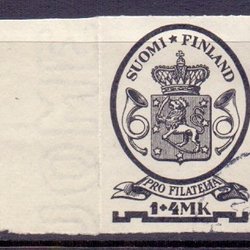 SUOMI ★ FINLAND
PRO FILATELIA
1+4MK